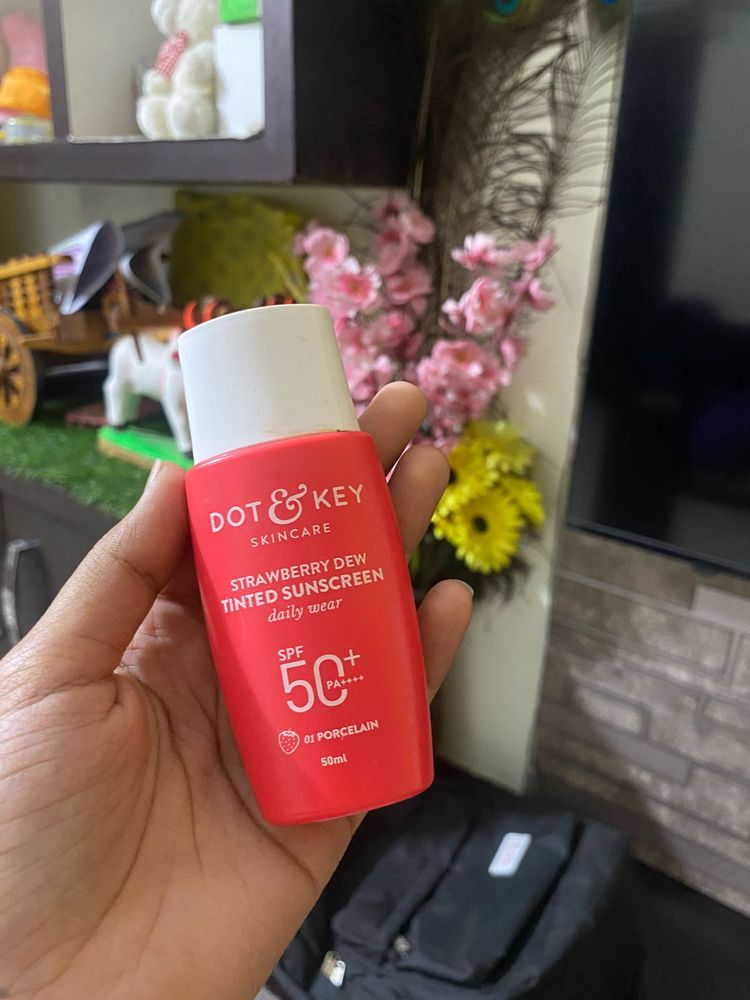 DOT & KEY
SKINCARE
STRAWBERRY DEW
TINTED SUNSCREEN
daily wear
SPF
50+
PA++++
01 PORCELAIN
50ml